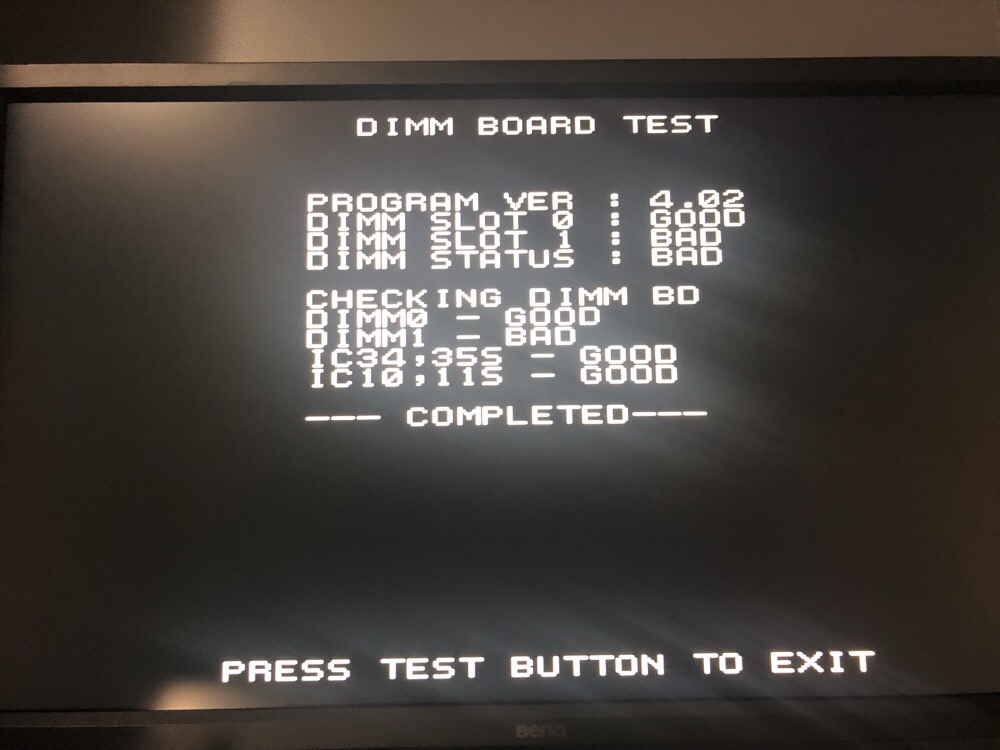 DIMM BOARD TEST
PROGRAM VER : 4.02
DIMM SLOT 0 : GOOD
DIMM SLOT 1 : BAD
DIMM STATUS : BAD
CHECKING DIMM BD
DIMM0 - GOOD
DIMM1 - BAD
IC34,35S - GOOD
IC10,11S - GOOD
--- COMPLETED---
PRESS TEST BUTTON TO EXIT
BenQ